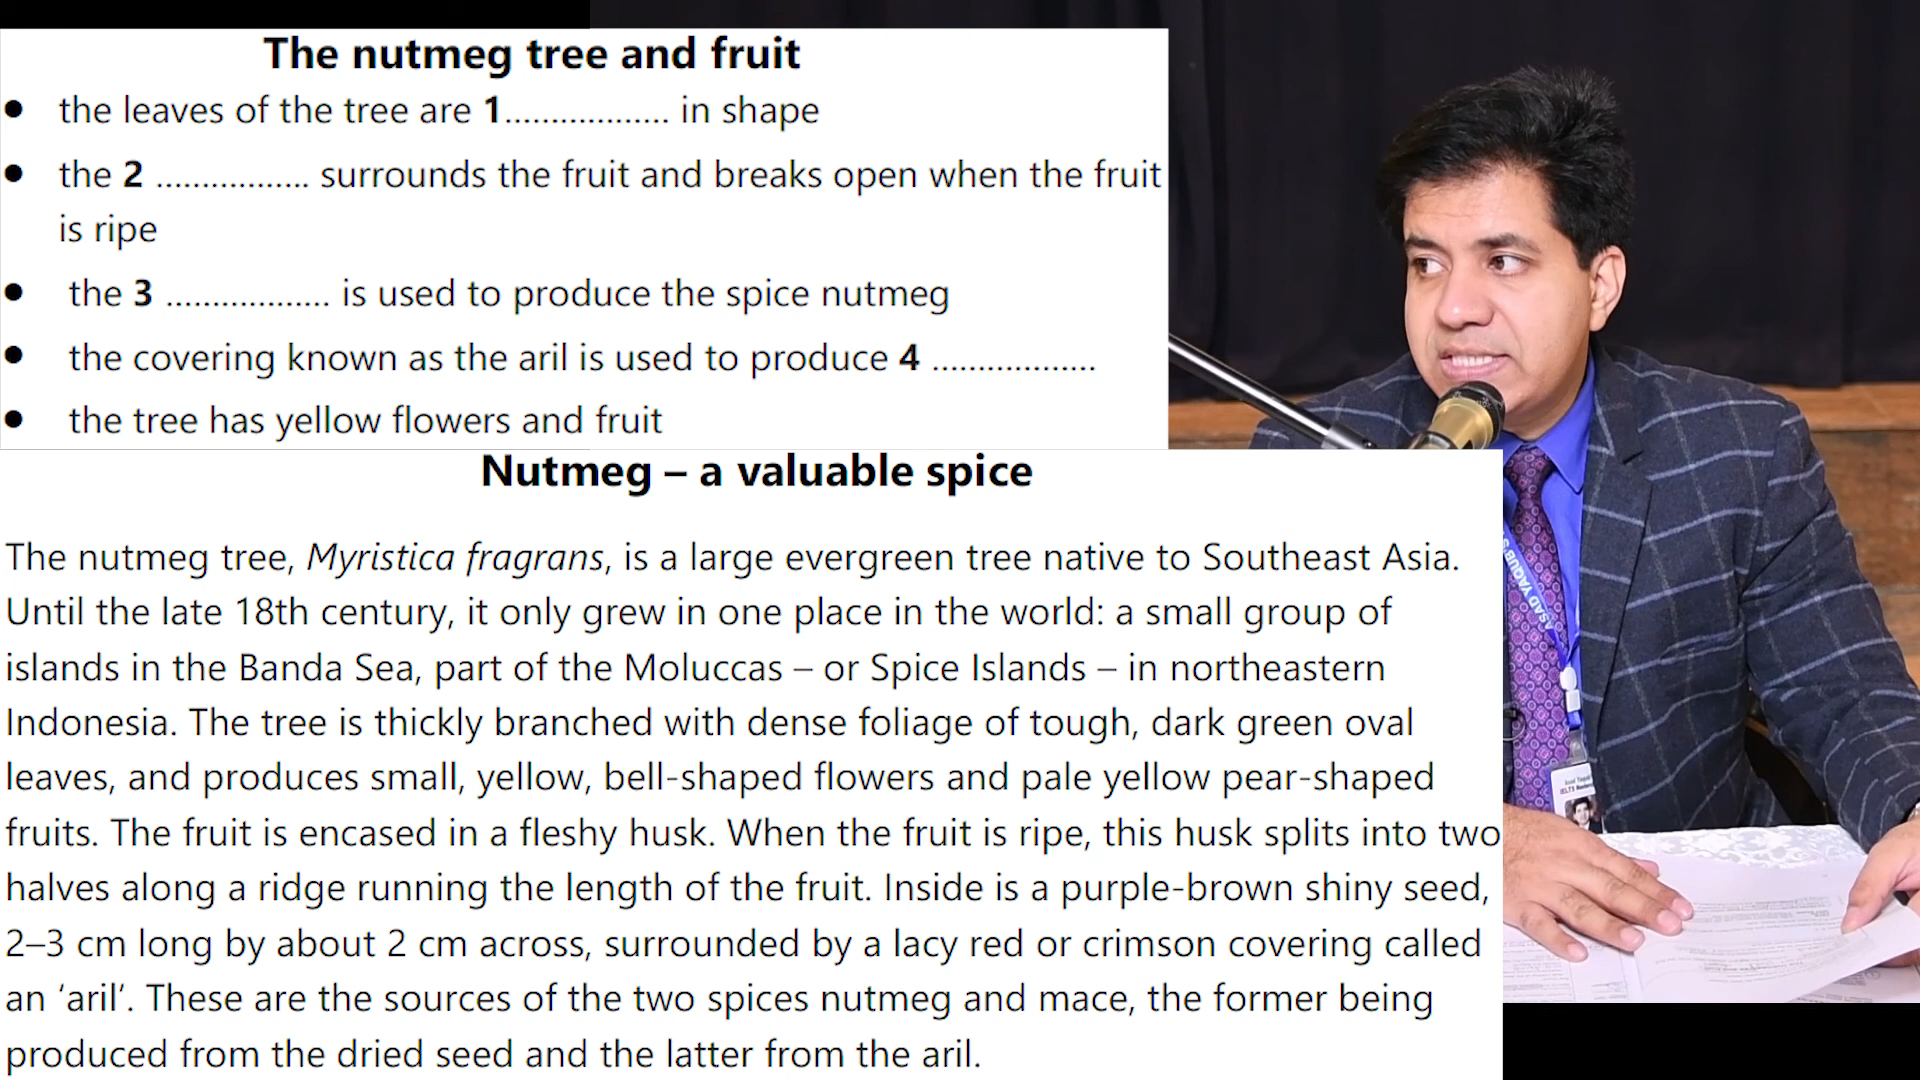 The nutmeg tree and fruit
● the leaves of the tree are 1.................. in shape
● the 2 ................. surrounds the fruit and breaks open when the fruit
is ripe
● the 3 .................. is used to produce the spice nutmeg
● the covering known as the aril is used to produce 4 ..................
● the tree has yellow flowers and fruit
Nutmeg – a valuable spice
The nutmeg tree, Myristica fragrans, is a large evergreen tree native to Southeast Asia.
Until the late 18th century, it only grew in one place in the world: a small group of
islands in the Banda Sea, part of the Moluccas – or Spice Islands – in northeastern
Indonesia. The tree is thickly branched with dense foliage of tough, dark green oval
leaves, and produces small, yellow, bell-shaped flowers and pale yellow pear-shaped
fruits. The fruit is encased in a fleshy husk. When the fruit is ripe, this husk splits into two
halves along a ridge running the length of the fruit. Inside is a purple-brown shiny seed,
2–3 cm long by about 2 cm across, surrounded by a lacy red or crimson covering called
an ‘aril’. These are the sources of the two spices nutmeg and mace, the former being
produced from the dried seed and the latter from the aril.
ASAD YAQUB'S
IELTS